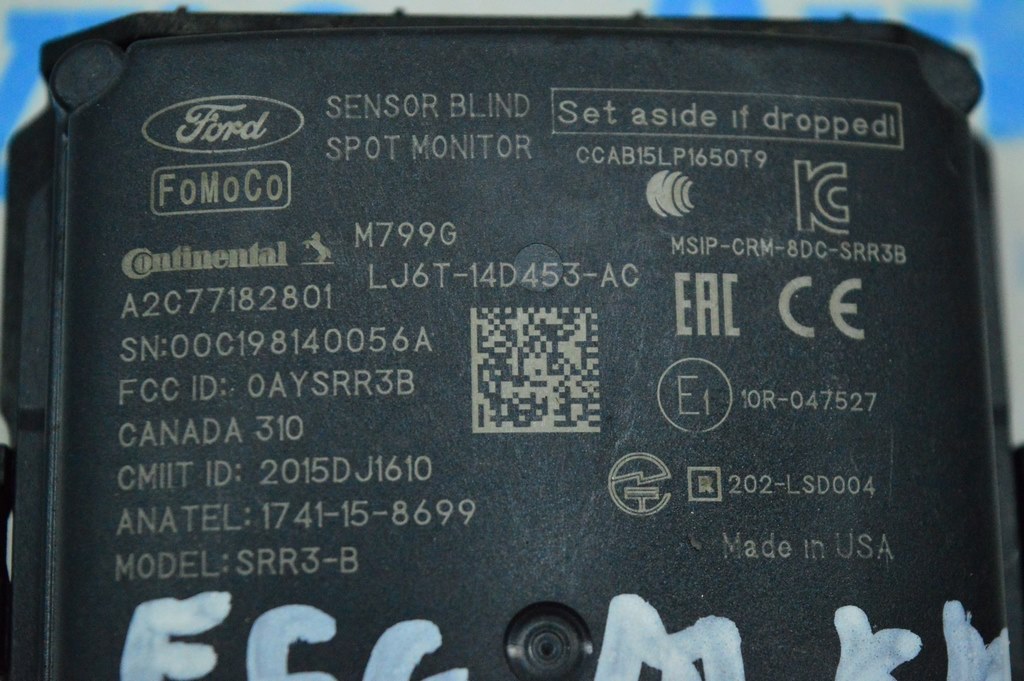 Ford
SENSOR BLIND
SPOT MONITOR
Set aside if dropped!
FoMoCo
CCAB15LP1650T9
Continental
M799G
LJ6T-14D453-AC
MSIP-CRM-8DC-SRR3B
A2C77182801
EAC CE
SN:00C198140056A
FCC ID: OAYSRR3B
E1 10R-047527
CANADA 310
CMIIT ID: 2015DJ1610
R 202-LSD004
ANATEL:1741-15-8699
Made in USA
MODEL:SRR3-B